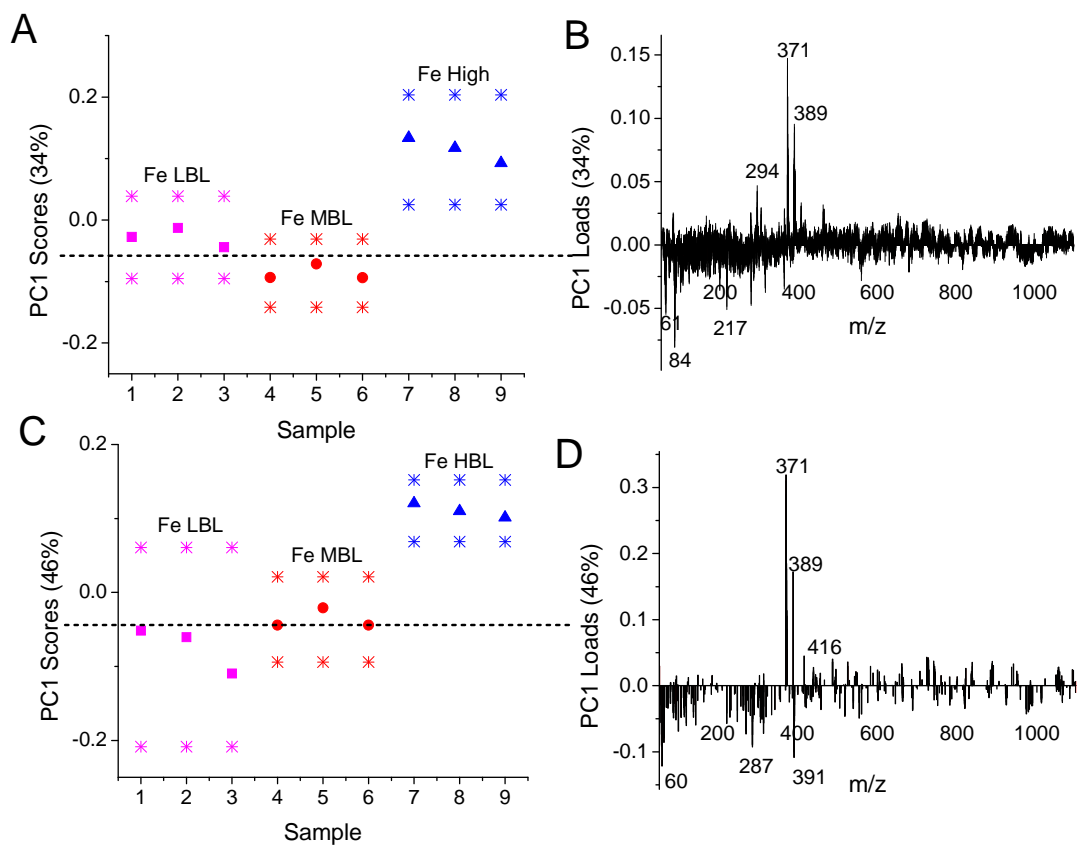 A
PC1 Scores (34%)
0.2
0.0
-0.2
Fe LBL
Fe MBL
Fe High
1 2 3 4 5 6 7 8 9
Sample
B
PC1 Loads (34%)
0.15
0.10
0.05
0.00
-0.05
371
389
294
200 400 600 800 1000
61
217
84
m/z
C
PC1 Scores (46%)
0.2
0.0
-0.2
Fe LBL
Fe MBL
Fe HBL
1 2 3 4 5 6 7 8 9
Sample
D
PC1 Loads (46%)
0.3
0.2
0.1
0.0
-0.1
371
389
416
200 400 600 800 1000
60
287
391
m/z